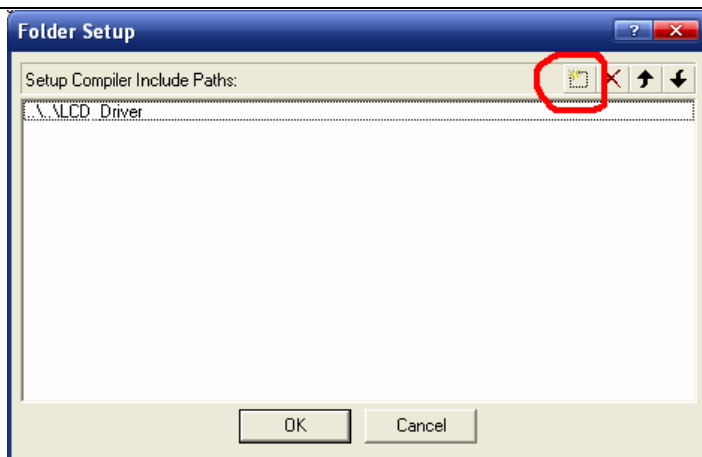 Folder Setup
Setup Compiler Include Paths:
..\..\LCD_Driver
OK
Cancel